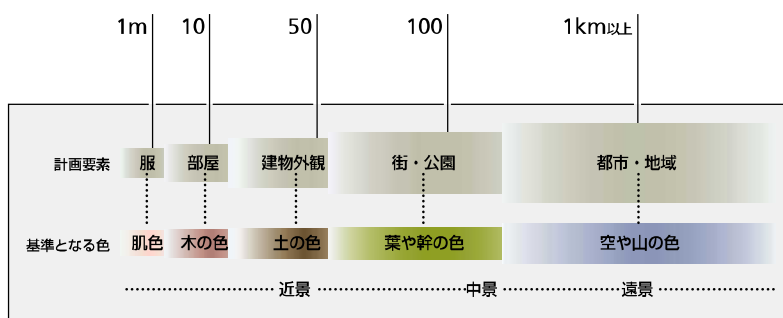 1m 10 50 100 1km以上
計画要素 服 部屋 建物外観 街・公園 都市・地域
基準となる色 肌色 木の色 土の色 葉や幹の色 空や山の色
近景 中景 遠景